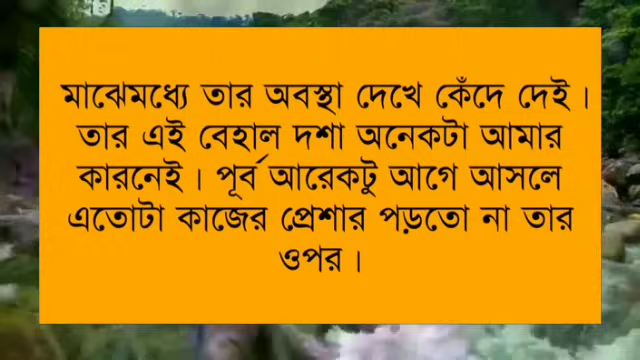 মাঝেমধ্যে তার অবস্থা দেখে কেঁদে দেই।
তার এই বেহাল দশা অনেকটা আমার
কারনেই। পূর্ব আরেকটু আগে আসলে
এতোটা কাজের প্রেশার পড়তো না তার
ওপর।